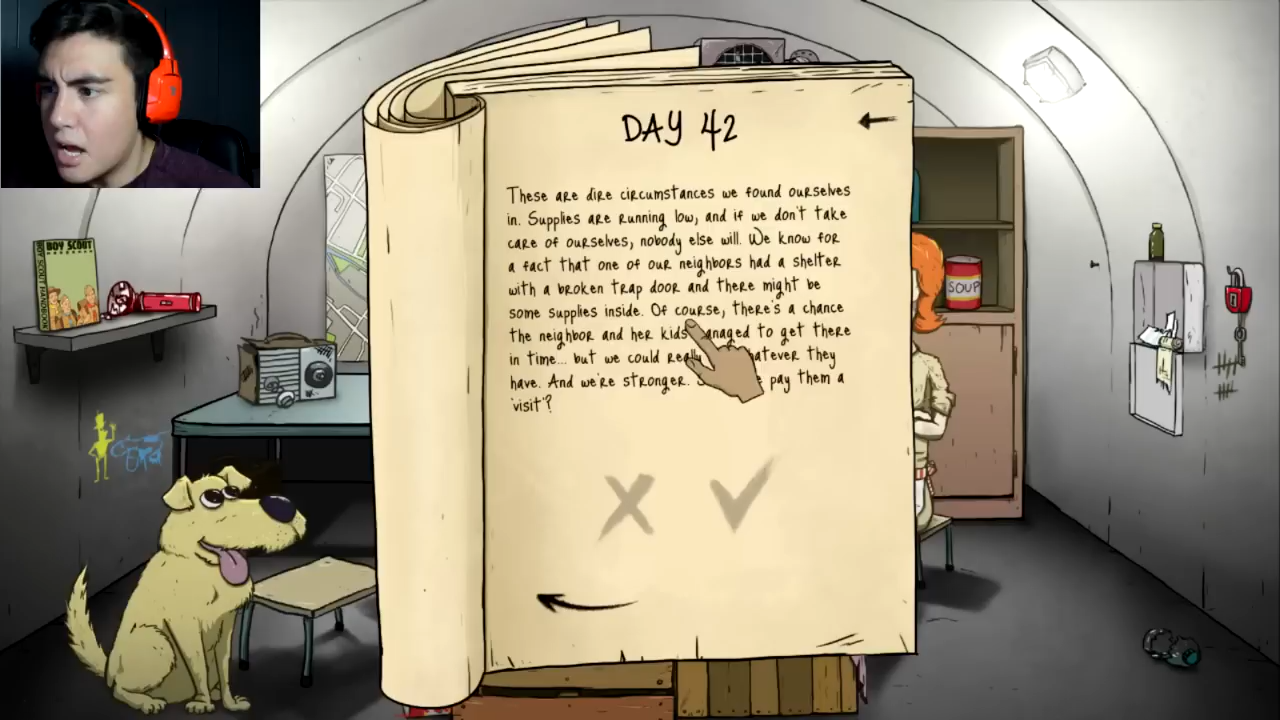 DAY 42
These are dire circumstances we found ourselves
in. Supplies are running low, and if we don't take
care of ourselves, nobody else will. We know for
a fact that one of our neighbors had a shelter
with a broken trap door and there might be
some supplies inside. Of course, there's a chance
the neighbor and her kids managed to get there
in time... but we could really whatever they
have. And we're stronger. pay them a
'visit'?
BOY SCOUT
BOY SCOUT HANDBOOK
SOUP